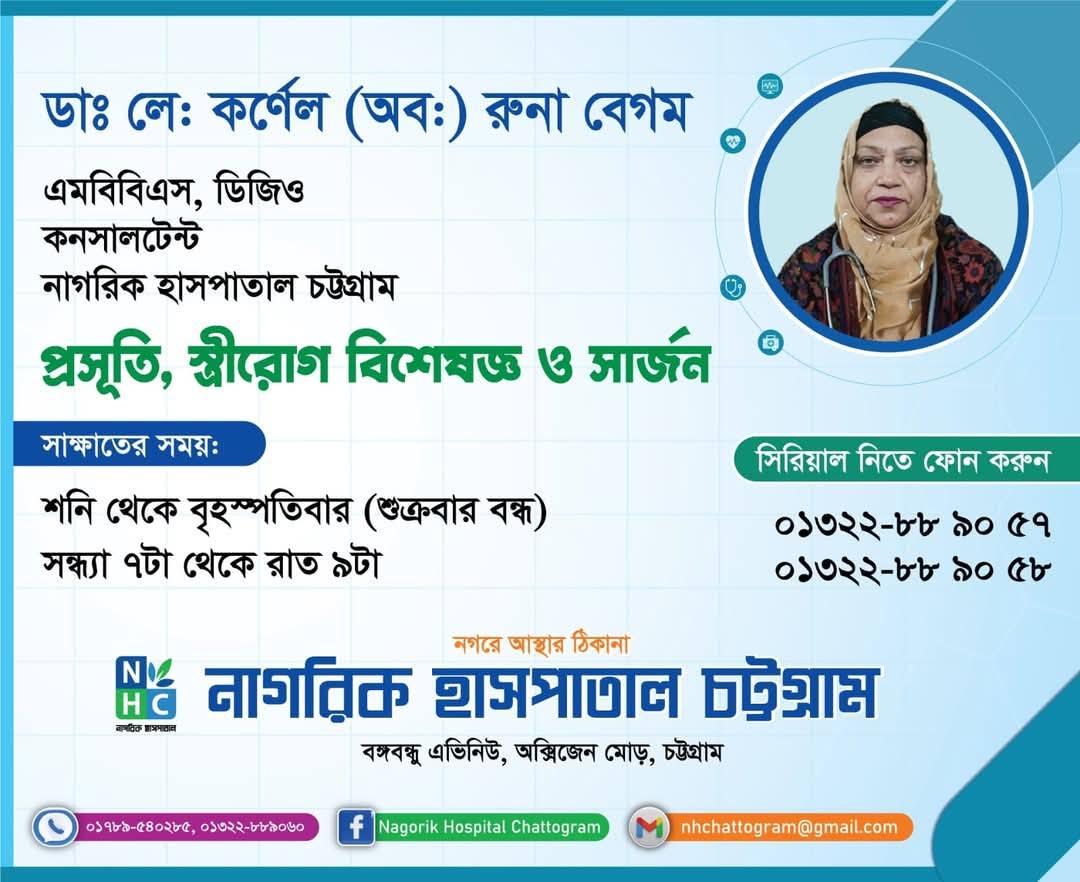 ডাঃ লে: কর্ণেল (অব:) রুনা বেগম
এমবিবিএস, ডিজিও
কনসালটেন্ট
নাগরিক হাসপাতাল চট্টগ্রাম
প্রসূতি, স্ত্রীরোগ বিশেষজ্ঞ ও সার্জন
সাক্ষাতের সময়:
শনি থেকে বৃহস্পতিবার (শুক্রবার বন্ধ)
সন্ধ্যা ৭টা থেকে রাত ৯টা
সিরিয়াল নিতে ফোন করুন
০১৩২২-৮৮ ৯০ ৫৭
০১৩২২-৮৮ ৯০ ৫৮
নগরে আস্থার ঠিকানা
NHC
নাগরিক হাসপাতাল
নাগরিক হাসপাতাল চট্টগ্রাম
বঙ্গবন্ধু এভিনিউ, অক্সিজেন মোড়, চট্টগ্রাম
০১৭৮৯-৫৪০২৮৫, ০১৩২২-৮৮৯০৬০
Nagorik Hospital Chattogram
nhchattogram@gmail.com